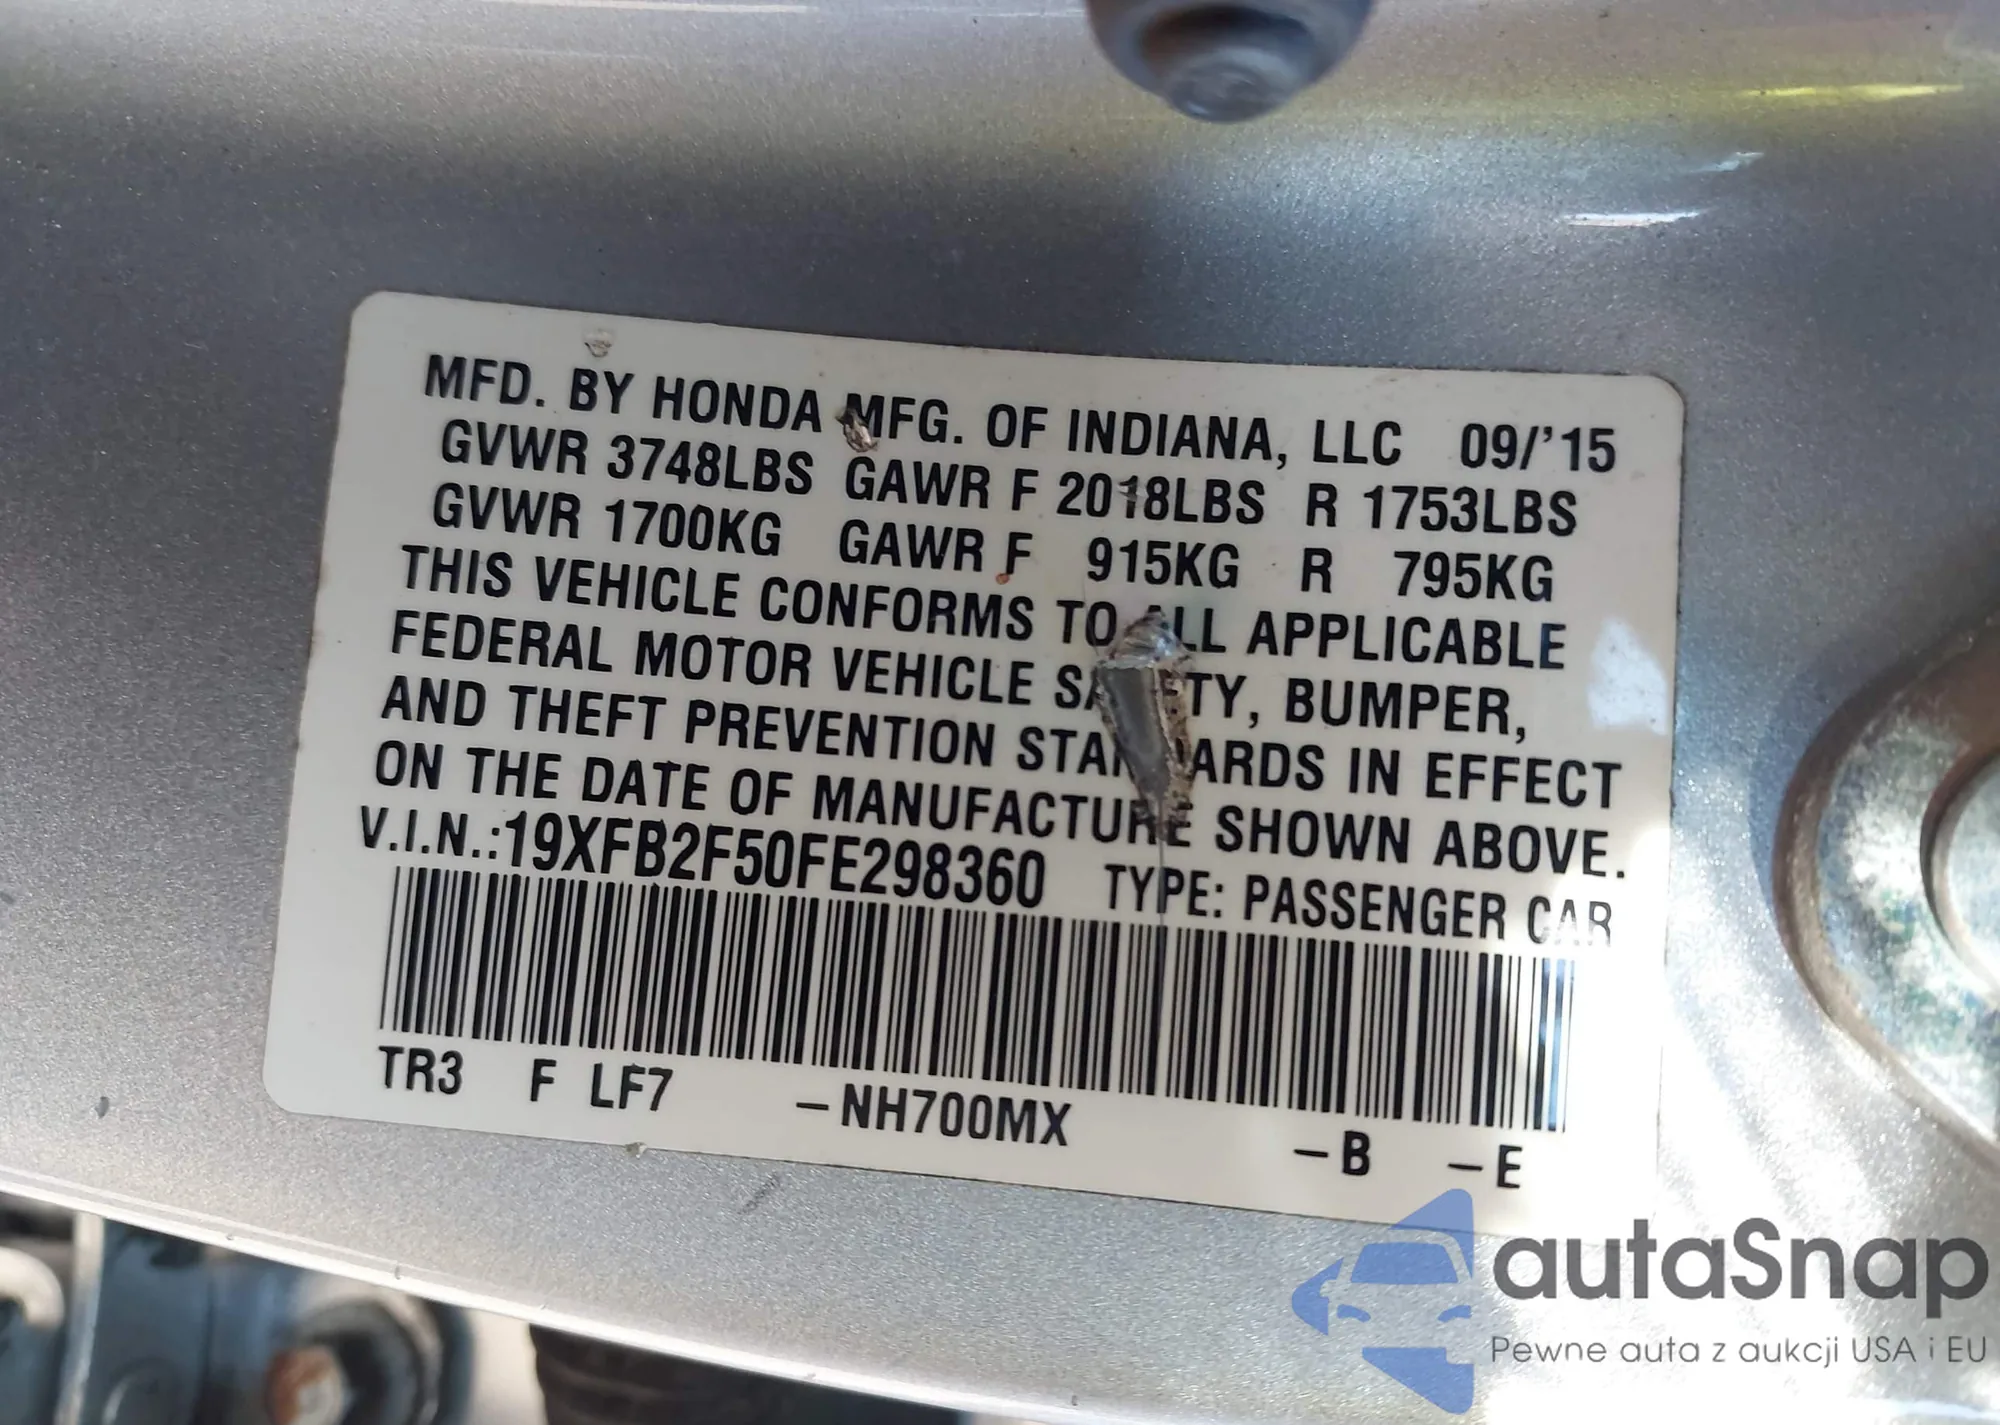 MFD. BY HONDA MFG. OF INDIANA, LLC 09/'15
GVWR 3748LBS GAWR F 2018LBS R 1753LBS
GVWR 1700KG GAWR F 915KG R 795KG
THIS VEHICLE CONFORMS TO ALL APPLICABLE
FEDERAL MOTOR VEHICLE SAFETY, BUMPER,
AND THEFT PREVENTION STANDARDS IN EFFECT
ON THE DATE OF MANUFACTURE SHOWN ABOVE.
V.I.N.:19XFB2F50FE298360 TYPE: PASSENGER CAR
TR3 F LF7 –NH700MX –B –E
autaSnap
Pewne auta z aukcji USA i EU